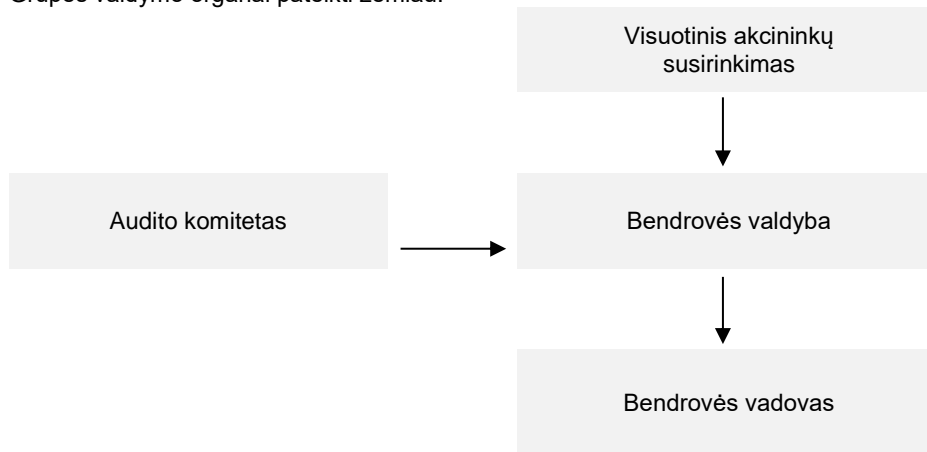 Grupės valdymo organai pateikti žemiau.
Visuotinis akcininkų
susirinkimas
Audito komitetas
Bendrovės valdyba
Bendrovės vadovas